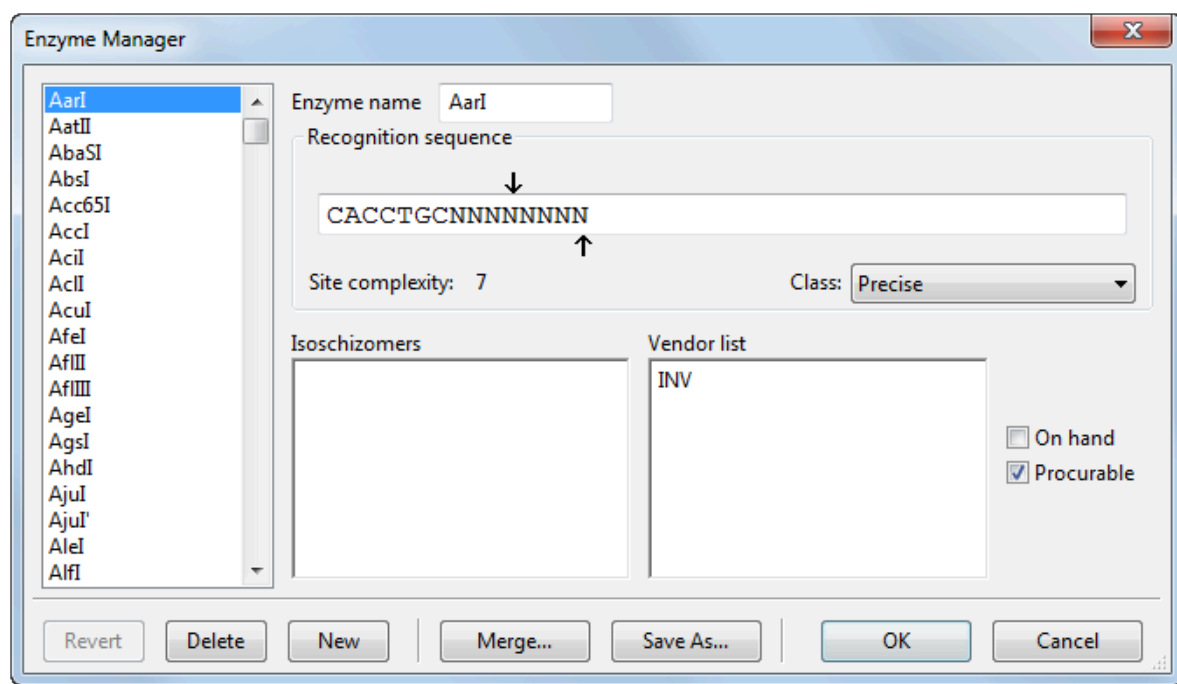 Enzyme Manager
x
AarI
AatII
AbaSI
AbsI
Acc65I
AccI
AciI
AclI
AcuI
AfeI
AflII
AflIII
AgeI
AgsI
AhdI
AjuI
AjuI'
AleI
AlfI
Enzyme name AarI
Recognition sequence
↓
CACCTGCNNNNNNNN
↑
Site complexity: 7 Class: Precise
Isoschizomers
Vendor list
INV
On hand
Procurable
Revert Delete New Merge... Save As... OK Cancel